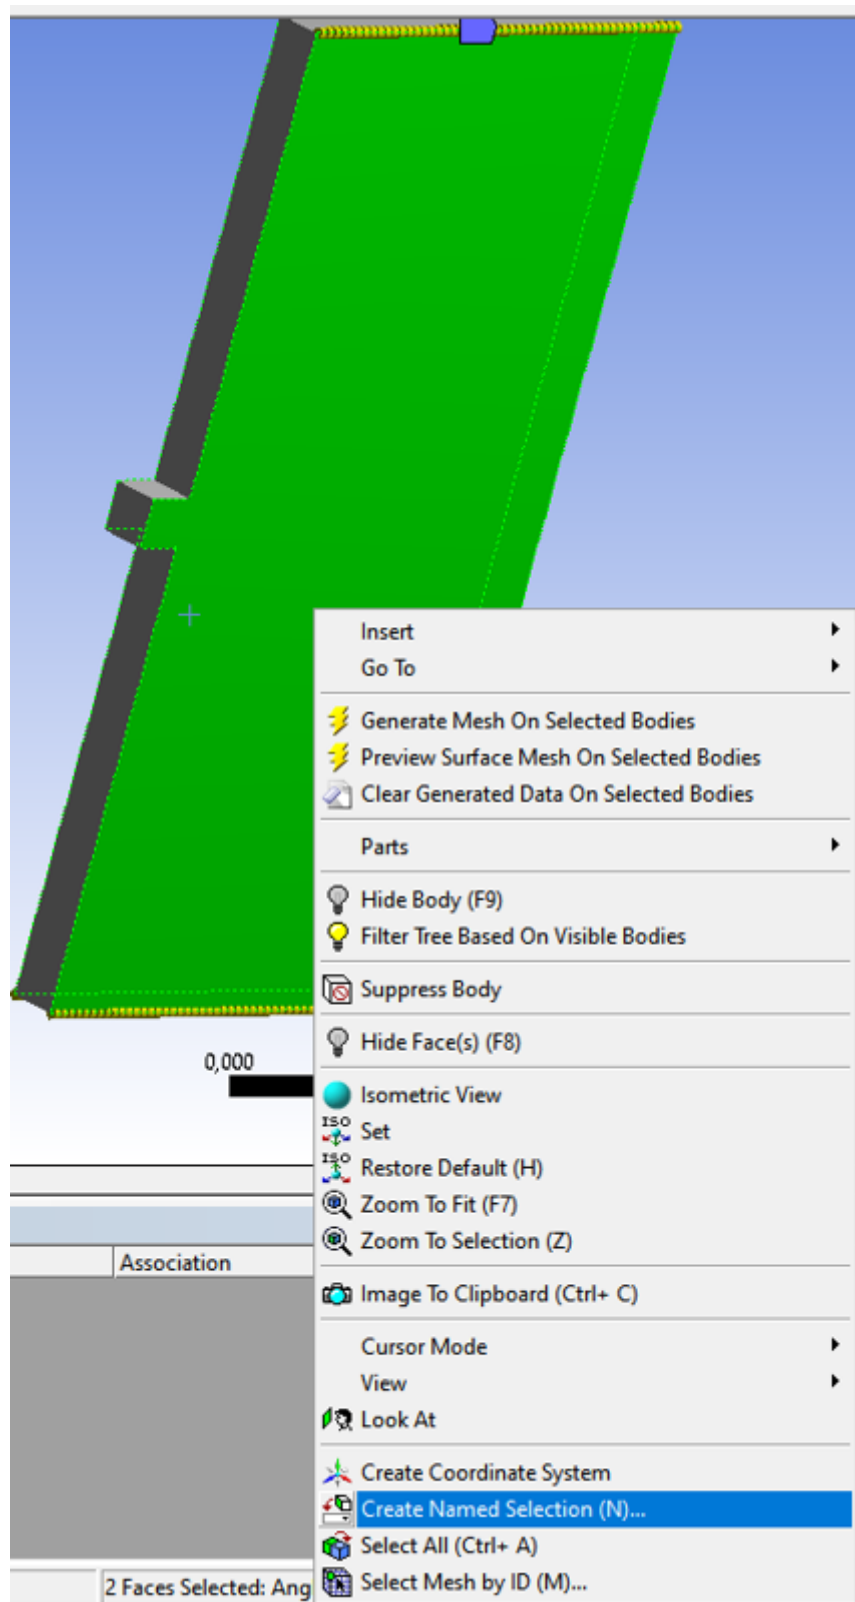 Insert
Go To
Generate Mesh On Selected Bodies
Preview Surface Mesh On Selected Bodies
Clear Generated Data On Selected Bodies
Parts
Hide Body (F9)
Filter Tree Based On Visible Bodies
Suppress Body
Hide Face(s) (F8)
0,000
Isometric View
ISO Set
ISO Restore Default (H)
Zoom To Fit (F7)
Zoom To Selection (Z)
Association
Image To Clipboard (Ctrl+ C)
Cursor Mode
View
Look At
Create Coordinate System
Create Named Selection (N)...
Select All (Ctrl+ A)
Select Mesh by ID (M)...
2 Faces Selected: Ang